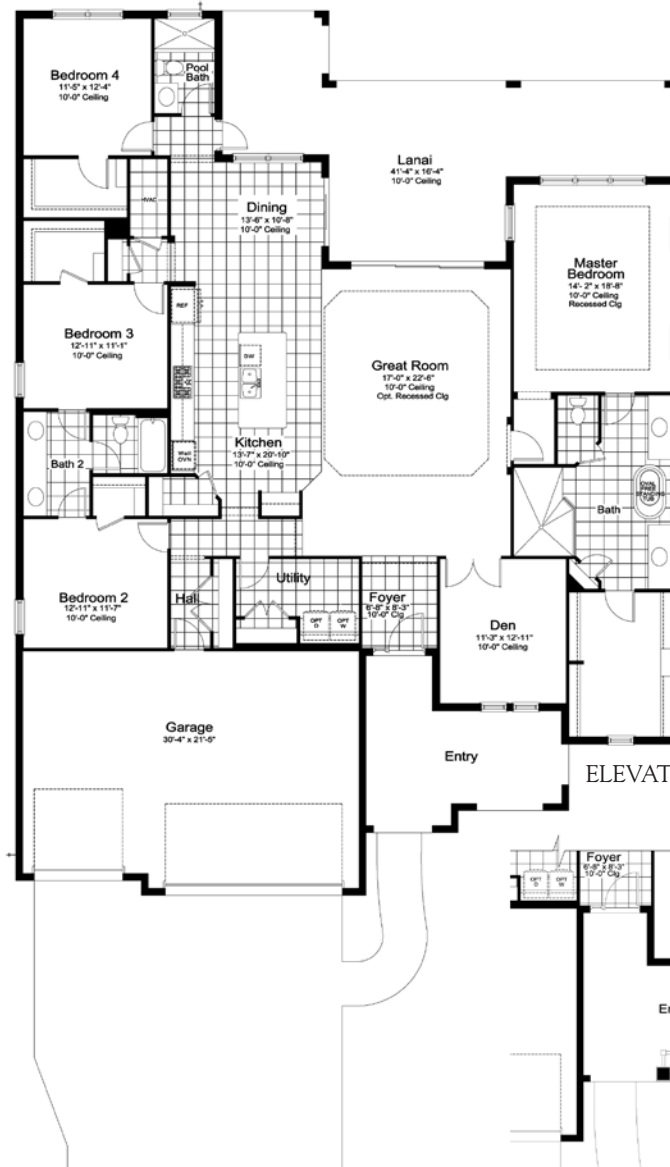 Bedroom 4
11'-5" x 12'-4"
10'-0" Ceiling
Pool
Bath
Lanai
41'-4" x 16'-4"
10'-0" Ceiling
HVAC
Dining
13'-6" x 10'-8"
10'-0" Ceiling
Master
Bedroom
14'- 2" x 18'-8"
10'-0" Ceiling
Recessed Clg
REF
Bedroom 3
12'-11" x 11'-1"
10'-0" Ceiling
DW
Great Room
17'-0" x 22'-6"
10'-0" Ceiling
Opt. Recessed Clg
Kitchen
13'-7" x 20'-10"
10'-0" Ceiling
Wall
OVN
Bath 2
OVAL
FREE
STANDING
TUB
Bath
Bedroom 2
12'-11" x 11'-7"
10'-0" Ceiling
Hall
Utility
OPT
D
OPT
W
Foyer
6'-8" x 8'-3"
10'-0" Clg
Den
11'-3" x 12'-11"
10'-0" Ceiling
Garage
30'-4" x 21'-5"
Entry
ELEVAT
Foyer
6'-8" x 8'-3"
10'-0" Clg
OPT
D
OPT
W
En